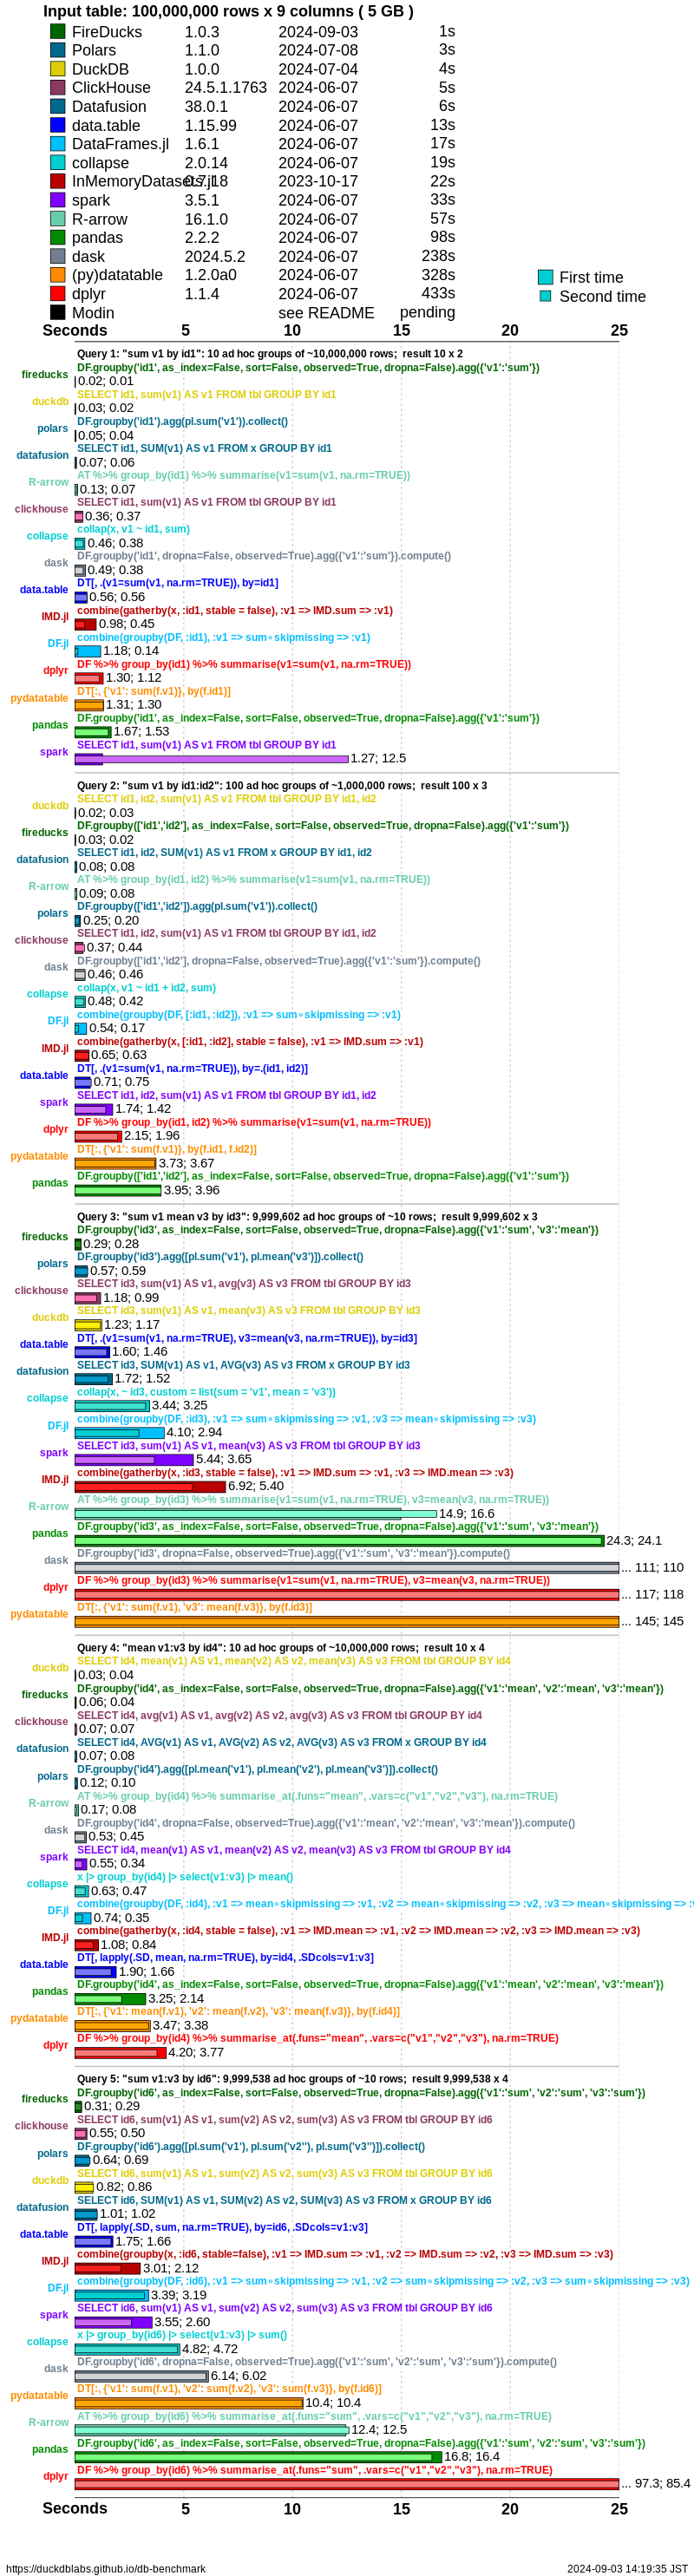 Input table: 100,000,000 rows x 9 columns ( 5 GB )
FireDucks 1.0.3 2024-09-03 1s
Polars 1.1.0 2024-07-08 3s
DuckDB 1.0.0 2024-07-04 4s
ClickHouse 24.5.1.1763 2024-06-07 5s
Datafusion 38.0.1 2024-06-07 6s
data.table 1.15.99 2024-06-07 13s
DataFrames.jl 1.6.1 2024-06-07 17s
collapse 2.0.14 2024-06-07 19s
InMemoryDatasets.jl 0.7.18 2023-10-17 22s
spark 3.5.1 2024-06-07 33s
R-arrow 16.1.0 2024-06-07 57s
pandas 2.2.2 2024-06-07 98s
dask 2024.5.2 2024-06-07 238s
(py)datatable 1.2.0a0 2024-06-07 328s
dplyr 1.1.4 2024-06-07 433s
Modin see README pending
First time
Second time
Seconds 5 10 15 20 25
Query 1: "sum v1 by id1": 10 ad hoc groups of ~10,000,000 rows; result 10 x 2
DF.groupby('id1', as_index=False, sort=False, observed=True, dropna=False).agg({'v1':'sum'})
fireducks 0.02; 0.01
SELECT id1, sum(v1) AS v1 FROM tbl GROUP BY id1
duckdb 0.03; 0.02
DF.groupby('id1').agg(pl.sum('v1')).collect()
polars 0.05; 0.04
SELECT id1, SUM(v1) AS v1 FROM x GROUP BY id1
datafusion 0.07; 0.06
AT %>% group_by(id1) %>% summarise(v1=sum(v1, na.rm=TRUE))
R-arrow 0.13; 0.07
SELECT id1, sum(v1) AS v1 FROM tbl GROUP BY id1
clickhouse 0.36; 0.37
collap(x, v1 ~ id1, sum)
collapse 0.46; 0.38
DF.groupby('id1', dropna=False, observed=True).agg({'v1':'sum'}).compute()
dask 0.49; 0.38
DT[, .(v1=sum(v1, na.rm=TRUE)), by=id1]
data.table 0.56; 0.56
combine(gatherby(x, :id1, stable = false), :v1 => IMD.sum => :v1)
IMD.jl 0.98; 0.45
combine(groupby(DF, :id1), :v1 => sum∘skipmissing => :v1)
DF.jl 1.18; 0.14
DF %>% group_by(id1) %>% summarise(v1=sum(v1, na.rm=TRUE))
dplyr 1.30; 1.12
DT[:, {'v1': sum(f.v1)}, by(f.id1)]
pydatatable 1.31; 1.30
DF.groupby('id1', as_index=False, sort=False, observed=True, dropna=False).agg({'v1':'sum'})
pandas 1.67; 1.53
SELECT id1, sum(v1) AS v1 FROM tbl GROUP BY id1
spark 1.27; 12.5
Query 2: "sum v1 by id1:id2": 100 ad hoc groups of ~1,000,000 rows; result 100 x 3
SELECT id1, id2, sum(v1) AS v1 FROM tbl GROUP BY id1, id2
duckdb 0.02; 0.03
DF.groupby(['id1','id2'], as_index=False, sort=False, observed=True, dropna=False).agg({'v1':'sum'})
fireducks 0.03; 0.02
SELECT id1, id2, SUM(v1) AS v1 FROM x GROUP BY id1, id2
datafusion 0.08; 0.08
AT %>% group_by(id1, id2) %>% summarise(v1=sum(v1, na.rm=TRUE))
R-arrow 0.09; 0.08
DF.groupby(['id1','id2']).agg(pl.sum('v1')).collect()
polars 0.25; 0.20
SELECT id1, id2, sum(v1) AS v1 FROM tbl GROUP BY id1, id2
clickhouse 0.37; 0.44
DF.groupby(['id1','id2'], dropna=False, observed=True).agg({'v1':'sum'}).compute()
dask 0.46; 0.46
collap(x, v1 ~ id1 + id2, sum)
collapse 0.48; 0.42
combine(groupby(DF, [:id1, :id2]), :v1 => sum∘skipmissing => :v1)
DF.jl 0.54; 0.17
combine(gatherby(x, [:id1, :id2], stable = false), :v1 => IMD.sum => :v1)
IMD.jl 0.65; 0.63
DT[, .(v1=sum(v1, na.rm=TRUE)), by=.(id1, id2)]
data.table 0.71; 0.75
SELECT id1, id2, sum(v1) AS v1 FROM tbl GROUP BY id1, id2
spark 1.74; 1.42
DF %>% group_by(id1, id2) %>% summarise(v1=sum(v1, na.rm=TRUE))
dplyr 2.15; 1.96
DT[:, {'v1': sum(f.v1)}, by(f.id1, f.id2)]
pydatatable 3.73; 3.67
DF.groupby(['id1','id2'], as_index=False, sort=False, observed=True, dropna=False).agg({'v1':'sum'})
pandas 3.95; 3.96
Query 3: "sum v1 mean v3 by id3": 9,999,602 ad hoc groups of ~10 rows; result 9,999,602 x 3
DF.groupby('id3', as_index=False, sort=False, observed=True, dropna=False).agg({'v1':'sum', 'v3':'mean'})
fireducks 0.29; 0.28
DF.groupby('id3').agg([pl.sum('v1'), pl.mean('v3')]).collect()
polars 0.57; 0.59
SELECT id3, sum(v1) AS v1, avg(v3) AS v3 FROM tbl GROUP BY id3
clickhouse 1.18; 0.99
SELECT id3, sum(v1) AS v1, mean(v3) AS v3 FROM tbl GROUP BY id3
duckdb 1.23; 1.17
DT[, .(v1=sum(v1, na.rm=TRUE), v3=mean(v3, na.rm=TRUE)), by=id3]
data.table 1.60; 1.46
SELECT id3, SUM(v1) AS v1, AVG(v3) AS v3 FROM x GROUP BY id3
datafusion 1.72; 1.52
collap(x, ~ id3, custom = list(sum = 'v1', mean = 'v3'))
collapse 3.44; 3.25
combine(groupby(DF, :id3), :v1 => sum∘skipmissing => :v1, :v3 => mean∘skipmissing => :v3)
DF.jl 4.10; 2.94
SELECT id3, sum(v1) AS v1, mean(v3) AS v3 FROM tbl GROUP BY id3
spark 5.44; 3.65
combine(gatherby(x, :id3, stable = false), :v1 => IMD.sum => :v1, :v3 => IMD.mean => :v3)
IMD.jl 6.92; 5.40
AT %>% group_by(id3) %>% summarise(v1=sum(v1, na.rm=TRUE), v3=mean(v3, na.rm=TRUE))
R-arrow 14.9; 16.6
DF.groupby('id3', as_index=False, sort=False, observed=True, dropna=False).agg({'v1':'sum', 'v3':'mean'})
pandas 24.3; 24.1
DF.groupby('id3', dropna=False, observed=True).agg({'v1':'sum', 'v3':'mean'}).compute()
dask ... 111; 110
DF %>% group_by(id3) %>% summarise(v1=sum(v1, na.rm=TRUE), v3=mean(v3, na.rm=TRUE))
dplyr ... 117; 118
DT[:, {'v1': sum(f.v1), 'v3': mean(f.v3)}, by(f.id3)]
pydatatable ... 145; 145
Query 4: "mean v1:v3 by id4": 10 ad hoc groups of ~10,000,000 rows; result 10 x 4
SELECT id4, mean(v1) AS v1, mean(v2) AS v2, mean(v3) AS v3 FROM tbl GROUP BY id4
duckdb 0.03; 0.04
DF.groupby('id4', as_index=False, sort=False, observed=True, dropna=False).agg({'v1':'mean', 'v2':'mean', 'v3':'mean'})
fireducks 0.06; 0.04
SELECT id4, avg(v1) AS v1, avg(v2) AS v2, avg(v3) AS v3 FROM tbl GROUP BY id4
clickhouse 0.07; 0.07
SELECT id4, AVG(v1) AS v1, AVG(v2) AS v2, AVG(v3) AS v3 FROM x GROUP BY id4
datafusion 0.07; 0.08
DF.groupby('id4').agg([pl.mean('v1'), pl.mean('v2'), pl.mean('v3')]).collect()
polars 0.12; 0.10
AT %>% group_by(id4) %>% summarise_at(.funs="mean", .vars=c("v1","v2","v3"), na.rm=TRUE)
R-arrow 0.17; 0.08
DF.groupby('id4', dropna=False, observed=True).agg({'v1':'mean', 'v2':'mean', 'v3':'mean'}).compute()
dask 0.53; 0.45
SELECT id4, mean(v1) AS v1, mean(v2) AS v2, mean(v3) AS v3 FROM tbl GROUP BY id4
spark 0.55; 0.34
x |> group_by(id4) |> select(v1:v3) |> mean()
collapse 0.63; 0.47
combine(groupby(DF, :id4), :v1 => mean∘skipmissing => :v1, :v2 => mean∘skipmissing => :v2, :v3 => mean∘skipmissing => :v
DF.jl 0.74; 0.35
combine(gatherby(x, :id4, stable = false), :v1 => IMD.mean => :v1, :v2 => IMD.mean => :v2, :v3 => IMD.mean => :v3)
IMD.jl 1.08; 0.84
DT[, lapply(.SD, mean, na.rm=TRUE), by=id4, .SDcols=v1:v3]
data.table 1.90; 1.66
DF.groupby('id4', as_index=False, sort=False, observed=True, dropna=False).agg({'v1':'mean', 'v2':'mean', 'v3':'mean'})
pandas 3.25; 2.14
DT[:, {'v1': mean(f.v1), 'v2': mean(f.v2), 'v3': mean(f.v3)}, by(f.id4)]
pydatatable 3.47; 3.38
DF %>% group_by(id4) %>% summarise_at(.funs="mean", .vars=c("v1","v2","v3"), na.rm=TRUE)
dplyr 4.20; 3.77
Query 5: "sum v1:v3 by id6": 9,999,538 ad hoc groups of ~10 rows; result 9,999,538 x 4
DF.groupby('id6', as_index=False, sort=False, observed=True, dropna=False).agg({'v1':'sum', 'v2':'sum', 'v3':'sum'})
fireducks 0.31; 0.29
SELECT id6, sum(v1) AS v1, sum(v2) AS v2, sum(v3) AS v3 FROM tbl GROUP BY id6
clickhouse 0.55; 0.50
DF.groupby('id6').agg([pl.sum('v1'), pl.sum('v2''), pl.sum('v3'')]).collect()
polars 0.64; 0.69
SELECT id6, sum(v1) AS v1, sum(v2) AS v2, sum(v3) AS v3 FROM tbl GROUP BY id6
duckdb 0.82; 0.86
SELECT id6, SUM(v1) AS v1, SUM(v2) AS v2, SUM(v3) AS v3 FROM x GROUP BY id6
datafusion 1.01; 1.02
DT[, lapply(.SD, sum, na.rm=TRUE), by=id6, .SDcols=v1:v3]
data.table 1.75; 1.66
combine(groupby(x, :id6, stable=false), :v1 => IMD.sum => :v1, :v2 => IMD.sum => :v2, :v3 => IMD.sum => :v3)
IMD.jl 3.01; 2.12
combine(groupby(DF, :id6), :v1 => sum∘skipmissing => :v1, :v2 => sum∘skipmissing => :v2, :v3 => sum∘skipmissing => :v3)
DF.jl 3.39; 3.19
SELECT id6, sum(v1) AS v1, sum(v2) AS v2, sum(v3) AS v3 FROM tbl GROUP BY id6
spark 3.55; 2.60
x |> group_by(id6) |> select(v1:v3) |> sum()
collapse 4.82; 4.72
DF.groupby('id6', dropna=False, observed=True).agg({'v1':'sum', 'v2':'sum', 'v3':'sum'}).compute()
dask 6.14; 6.02
DT[:, {'v1': sum(f.v1), 'v2': sum(f.v2), 'v3': sum(f.v3)}, by(f.id6)]
pydatatable 10.4; 10.4
AT %>% group_by(id6) %>% summarise_at(.funs="sum", .vars=c("v1","v2","v3"), na.rm=TRUE)
R-arrow 12.4; 12.5
DF.groupby('id6', as_index=False, sort=False, observed=True, dropna=False).agg({'v1':'sum', 'v2':'sum', 'v3':'sum'})
pandas 16.8; 16.4
DF %>% group_by(id6) %>% summarise_at(.funs="sum", .vars=c("v1","v2","v3"), na.rm=TRUE)
dplyr ... 97.3; 85.4
Seconds 5 10 15 20 25
https://duckdblabs.github.io/db-benchmark 2024-09-03 14:19:35 JST